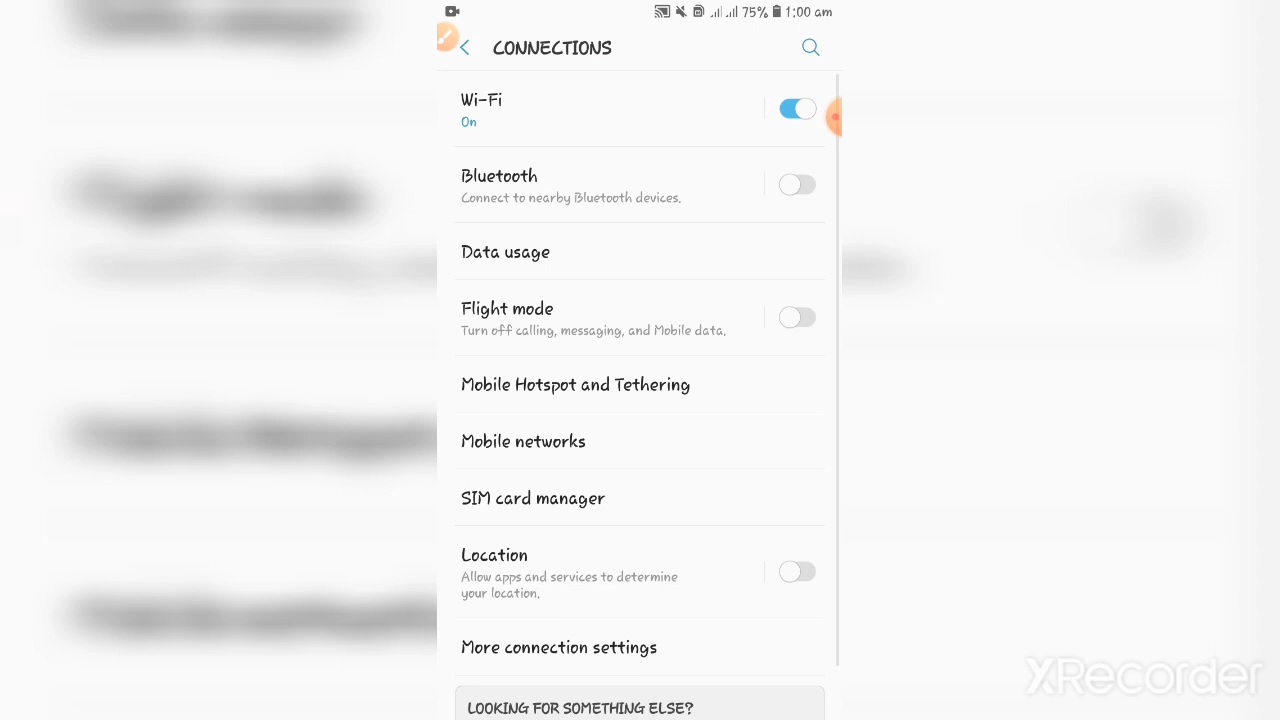 75% 1:00 am
CONNECTIONS
Wi-Fi
On
Bluetooth
Connect to nearby Bluetooth devices.
Data usage
Flight mode
Turn off calling, messaging, and Mobile data.
Mobile Hotspot and Tethering
Mobile networks
SIM card manager
Location
Allow apps and services to determine
your location.
More connection settings
LOOKING FOR SOMETHING ELSE?
XRecorder